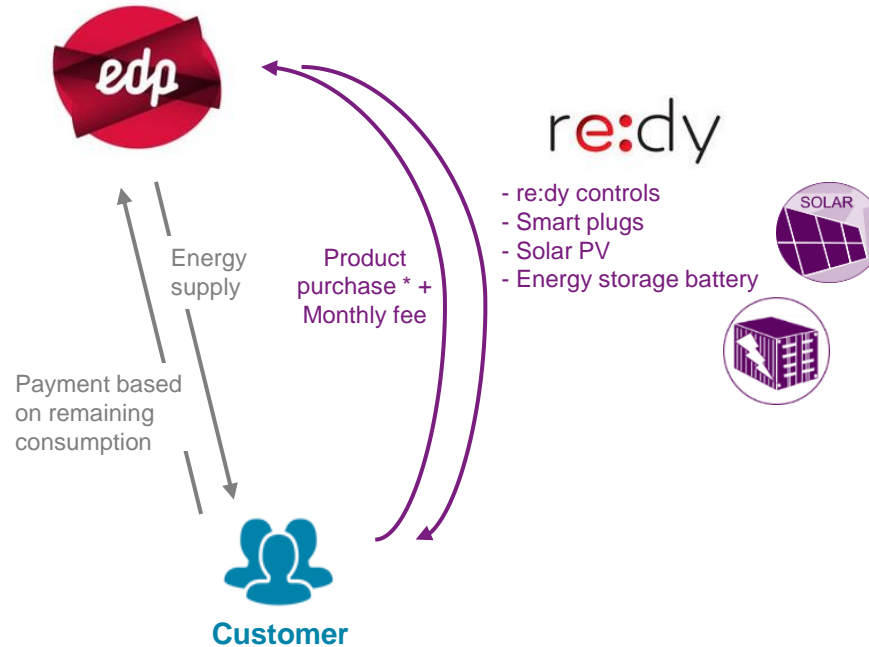 edp
re:dy
- re:dy controls
- Smart plugs
- Solar PV
- Energy storage battery
SOLAR
Energy
supply
Product
purchase * +
Monthly fee
Payment based
on remaining
consumption
Customer